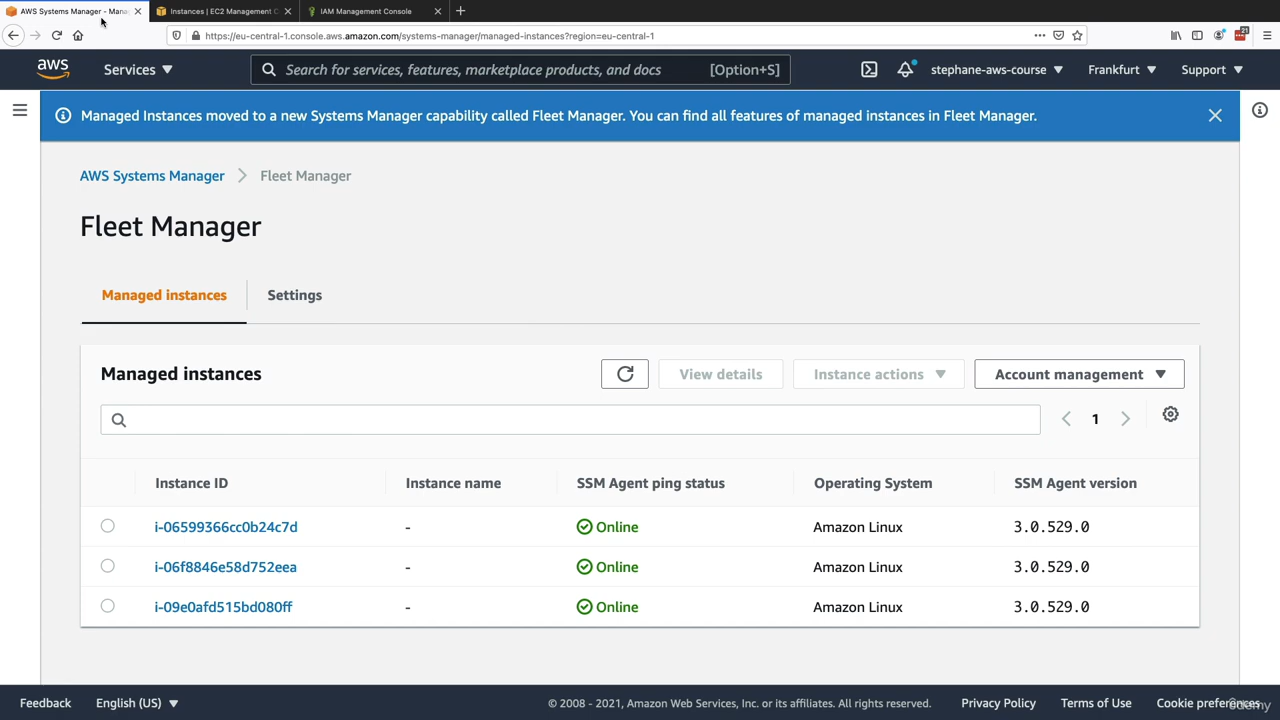 AWS Systems Manager - Mana
Instances | EC2 Management C
IAM Management Console
https://eu-central-1.console.aws.amazon.com/systems-manager/managed-instances?region=eu-central-1
21
aws
Services
Search for services, features, marketplace products, and docs
[Option+S]
stephane-aws-course
Frankfurt
Support
Managed Instances moved to a new Systems Manager capability called Fleet Manager. You can find all features of managed instances in Fleet Manager.
AWS Systems Manager
Fleet Manager
Fleet Manager
Managed instances
Settings
Managed instances
View details
Instance actions
Account management
1
Instance ID
Instance name
SSM Agent ping status
Operating System
SSM Agent version
i-06599366cc0b24c7d - Online Amazon Linux 3.0.529.0
i-06f8846e58d752eea - Online Amazon Linux 3.0.529.0
i-09e0afd515bd080ff - Online Amazon Linux 3.0.529.0
Feedback
English (US)
© 2008 - 2021, Amazon Web Services, Inc. or its affiliates. All rights reserved.
Privacy Policy
Terms of Use
Cookie preferences